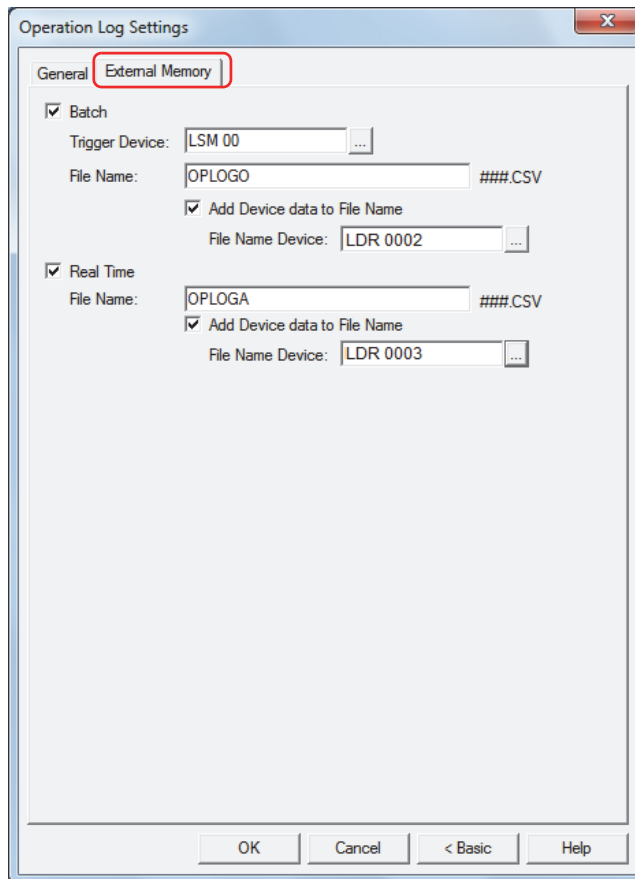 Operation Log Settings
General External Memory
Batch
Trigger Device: LSM 00 ...
File Name: OPLOGO ###.CSV
Add Device data to File Name
File Name Device: LDR 0002 ...
Real Time
File Name: OPLOGA ###.CSV
Add Device data to File Name
File Name Device: LDR 0003 ...
OK Cancel < Basic Help